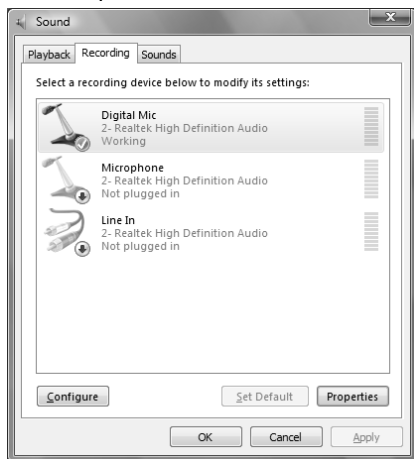 Sound
Playback Recording Sounds
Select a recording device below to modify its settings:
Digital Mic
2- Realtek High Definition Audio
Working
Microphone
2- Realtek High Definition Audio
Not plugged in
Line In
2- Realtek High Definition Audio
Not plugged in
Configure Set Default Properties
OK Cancel Apply